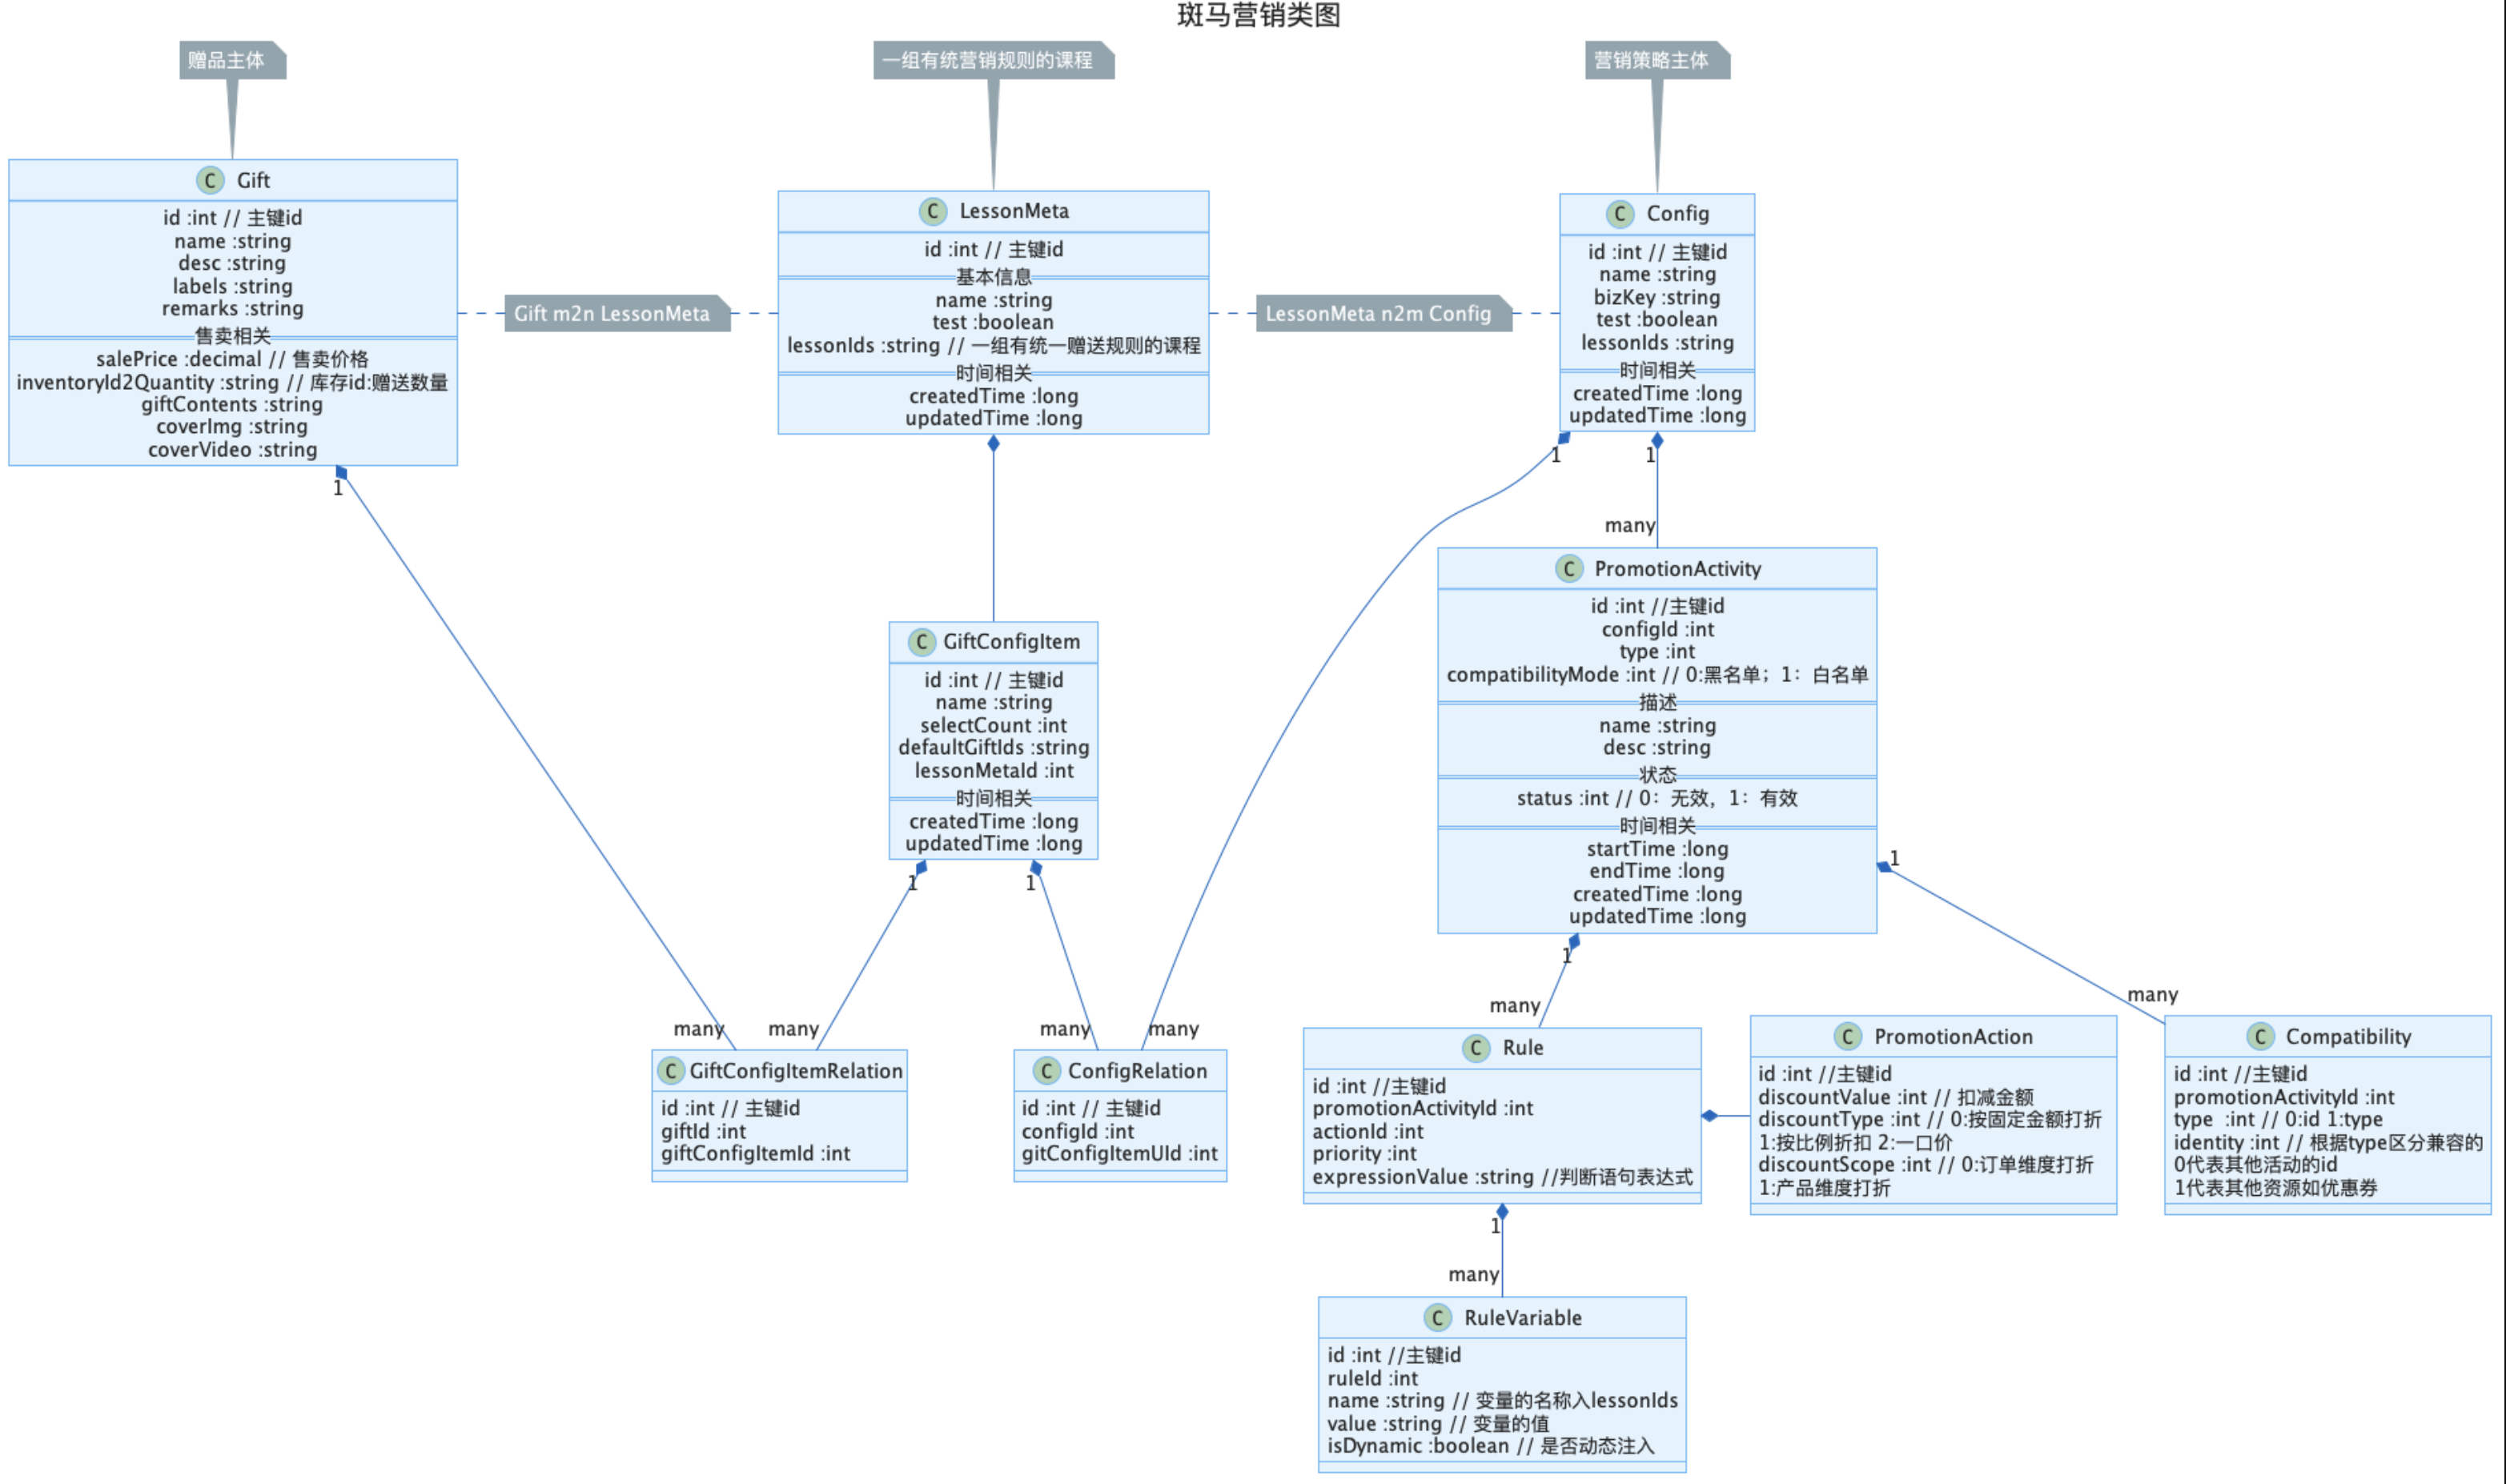 斑马营销类图
赠品主体
一组有统营销规则的课程
营销策略主体
C Gift
id :int // 主键id
name :string
desc :string
labels :string
remarks :string
售卖相关
salePrice :decimal // 售卖价格
inventoryId2Quantity :string // 库存id:赠送数量
giftContents :string
coverImg :string
coverVideo :string
1
Gift m2n LessonMeta
C LessonMeta
id :int // 主键id
基本信息
name :string
test :boolean
lessonIds :string // 一组有统一赠送规则的课程
时间相关
createdTime :long
updatedTime :long
LessonMeta n2m Config
C Config
id :int // 主键id
name :string
bizKey :string
test :boolean
lessonIds :string
时间相关
createdTime :long
updatedTime :long
1
1
many
C GiftConfigItem
id :int // 主键id
name :string
selectCount :int
defaultGiftIds :string
lessonMetaId :int
时间相关
createdTime :long
updatedTime :long
1
1
C PromotionActivity
id :int //主键id
configId :int
type :int
compatibilityMode :int // 0:黑名单；1：白名单
描述
name :string
desc :string
状态
status :int // 0：无效，1：有效
时间相关
startTime :long
endTime :long
createdTime :long
updatedTime :long
1
1
many
many
many
many
many
many
C GiftConfigItemRelation
id :int // 主键id
giftId :int
giftConfigItemId :int
C ConfigRelation
id :int // 主键id
configId :int
gitConfigItemUId :int
C Rule
id :int //主键id
promotionActivityId :int
actionId :int
priority :int
expressionValue :string //判断语句表达式
1
many
C PromotionAction
id :int //主键id
discountValue :int // 扣减金额
discountType :int // 0:按固定金额打折
1:按比例折扣 2:一口价
discountScope :int // 0:订单维度打折
1:产品维度打折
C Compatibility
id :int //主键id
promotionActivityId :int
type  :int // 0:id 1:type
identity :int // 根据type区分兼容的
0代表其他活动的id
1代表其他资源如优惠券
C RuleVariable
id :int //主键id
ruleId :int
name :string // 变量的名称入lessonIds
value :string // 变量的值
isDynamic :boolean // 是否动态注入